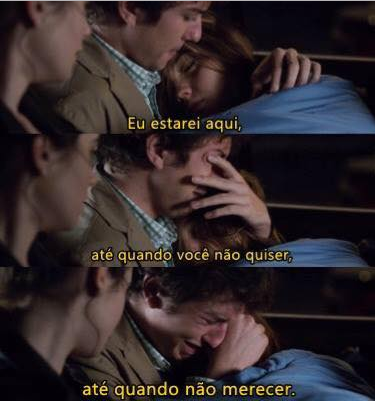 Eu estarei aqui,
até quando você não quiser,
até quando não merecer.